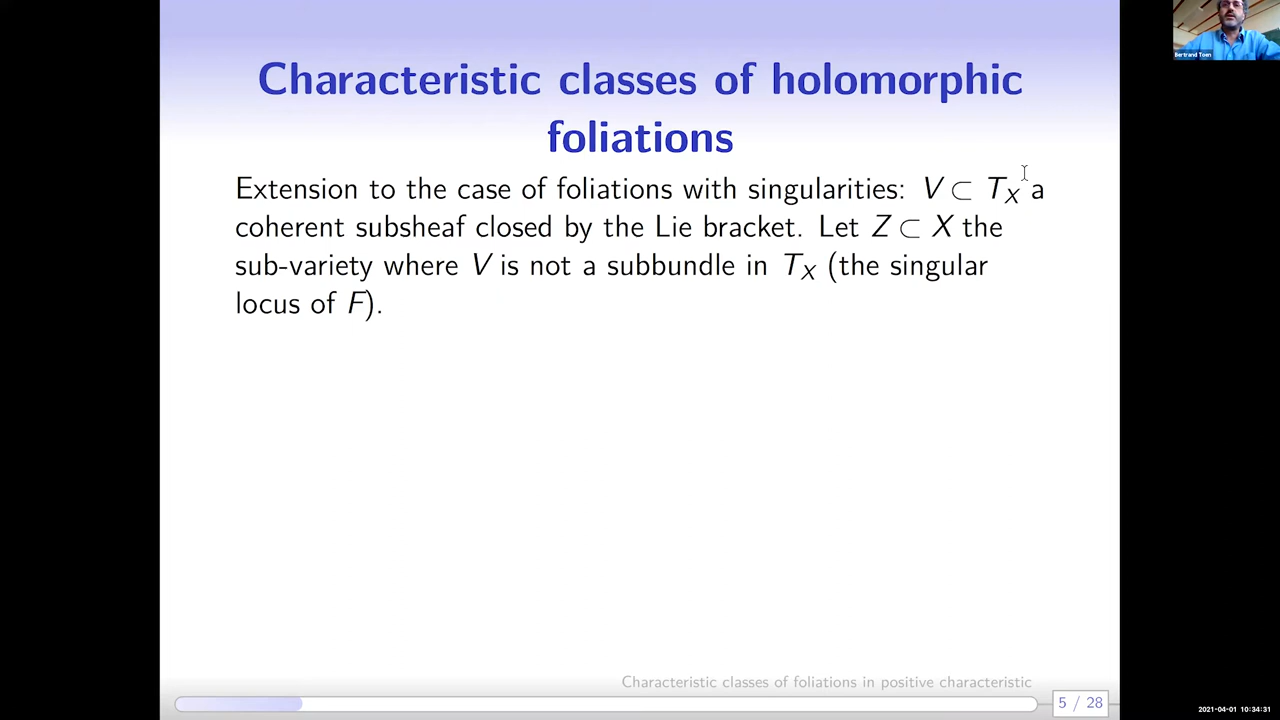 Characteristic classes of holomorphic
foliations
Extension to the case of foliations with singularities: V ⊂ T_X a
coherent subsheaf closed by the Lie bracket. Let Z ⊂ X the
sub-variety where V is not a subbundle in T_X (the singular
locus of F).
Characteristic classes of foliations in positive characteristic
5 / 28
Bertrand Toen
2021-04-01 10:34:31